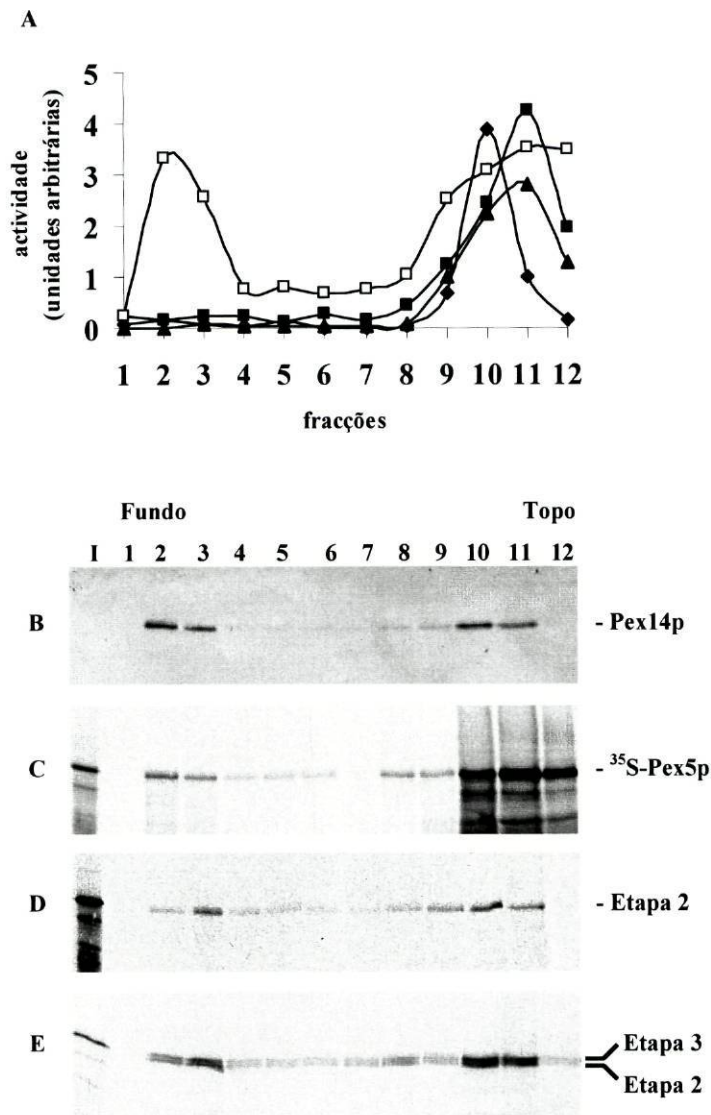 A
actividade
(unidades arbitrárias)
5
4
3
2
1
0
1 2 3 4 5 6 7 8 9 10 11 12
fracções
Fundo Topo
I 1 2 3 4 5 6 7 8 9 10 11 12
B - Pex14p
C - ³⁵S-Pex5p
D - Etapa 2
E Etapa 3
Etapa 2